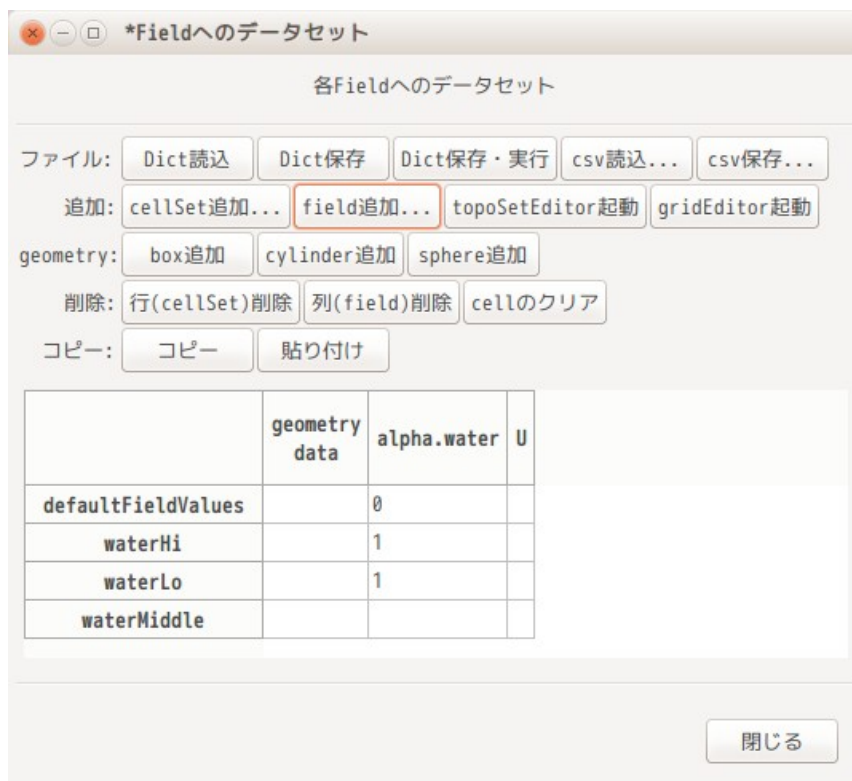 *Fieldへのデータセット
各Fieldへのデータセット
ファイル: Dict読込 Dict保存 Dict保存・実行 csv読込... csv保存...
追加: cellSet追加... field追加... topoSetEditor起動 gridEditor起動
geometry: box追加 cylinder追加 sphere追加
削除: 行(cellSet)削除 列(field)削除 cellのクリア
コピー: コピー 貼り付け
geometry
data alpha.water U
defaultFieldValues 0
waterHi 1
waterLo 1
waterMiddle
閉じる